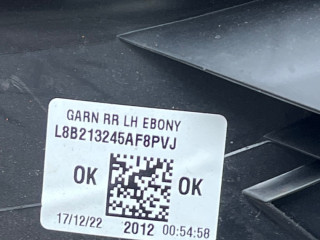 GARN RR LH EBONY
L8B213245AF8PVJ
OK OK
17/12/22 2012 00:54:58